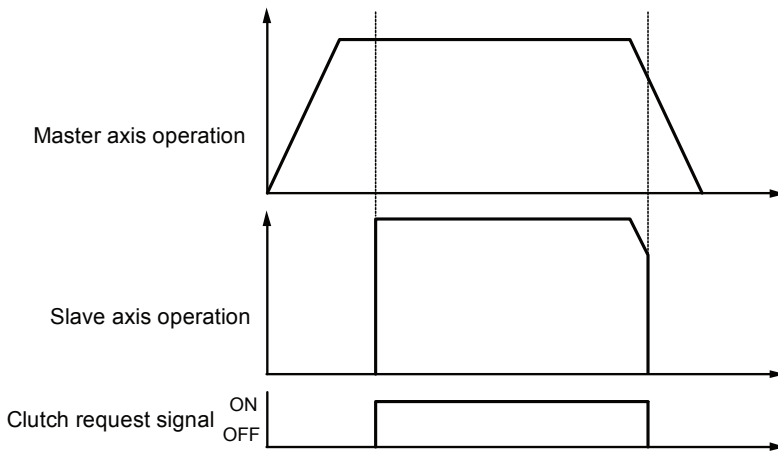 Master axis operation
Slave axis operation
Clutch request signal
ON
OFF